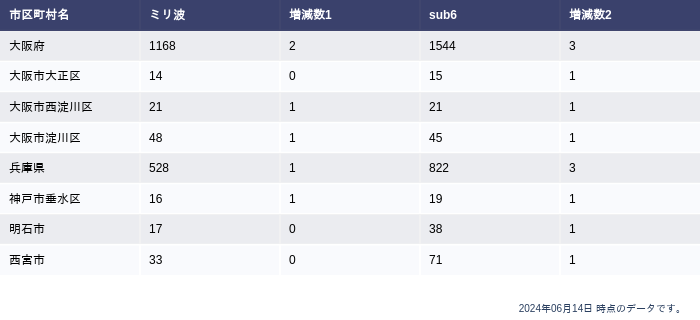 市区町村名 ミリ波 増減数1 sub6 増減数2
大阪府 1168 2 1544 3
大阪市大正区 14 0 15 1
大阪市西淀川区 21 1 21 1
大阪市淀川区 48 1 45 1
兵庫県 528 1 822 3
神戸市垂水区 16 1 19 1
明石市 17 0 38 1
西宮市 33 0 71 1
2024年06月14日 時点のデータです。